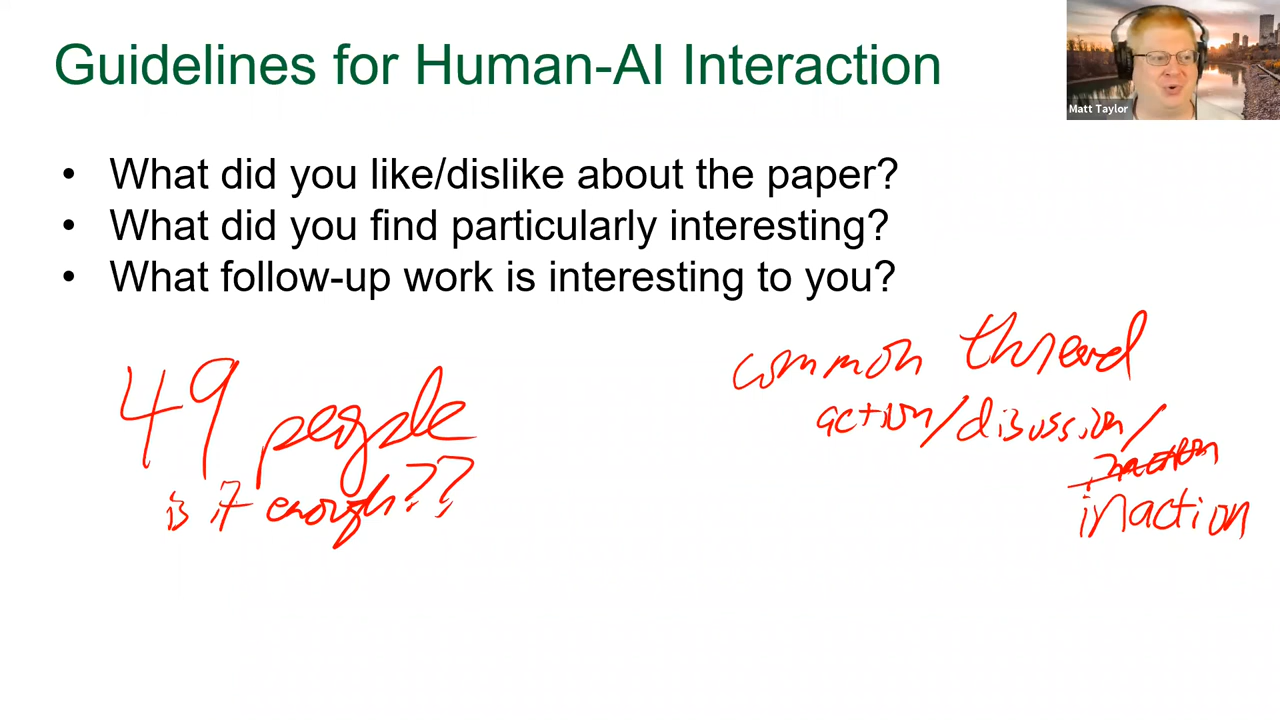 Guidelines for Human-AI Interaction
Matt Taylor
• What did you like/dislike about the paper?
• What did you find particularly interesting?
• What follow-up work is interesting to you?
49 people
is it enough??
common thread
action/discussion/
inaction